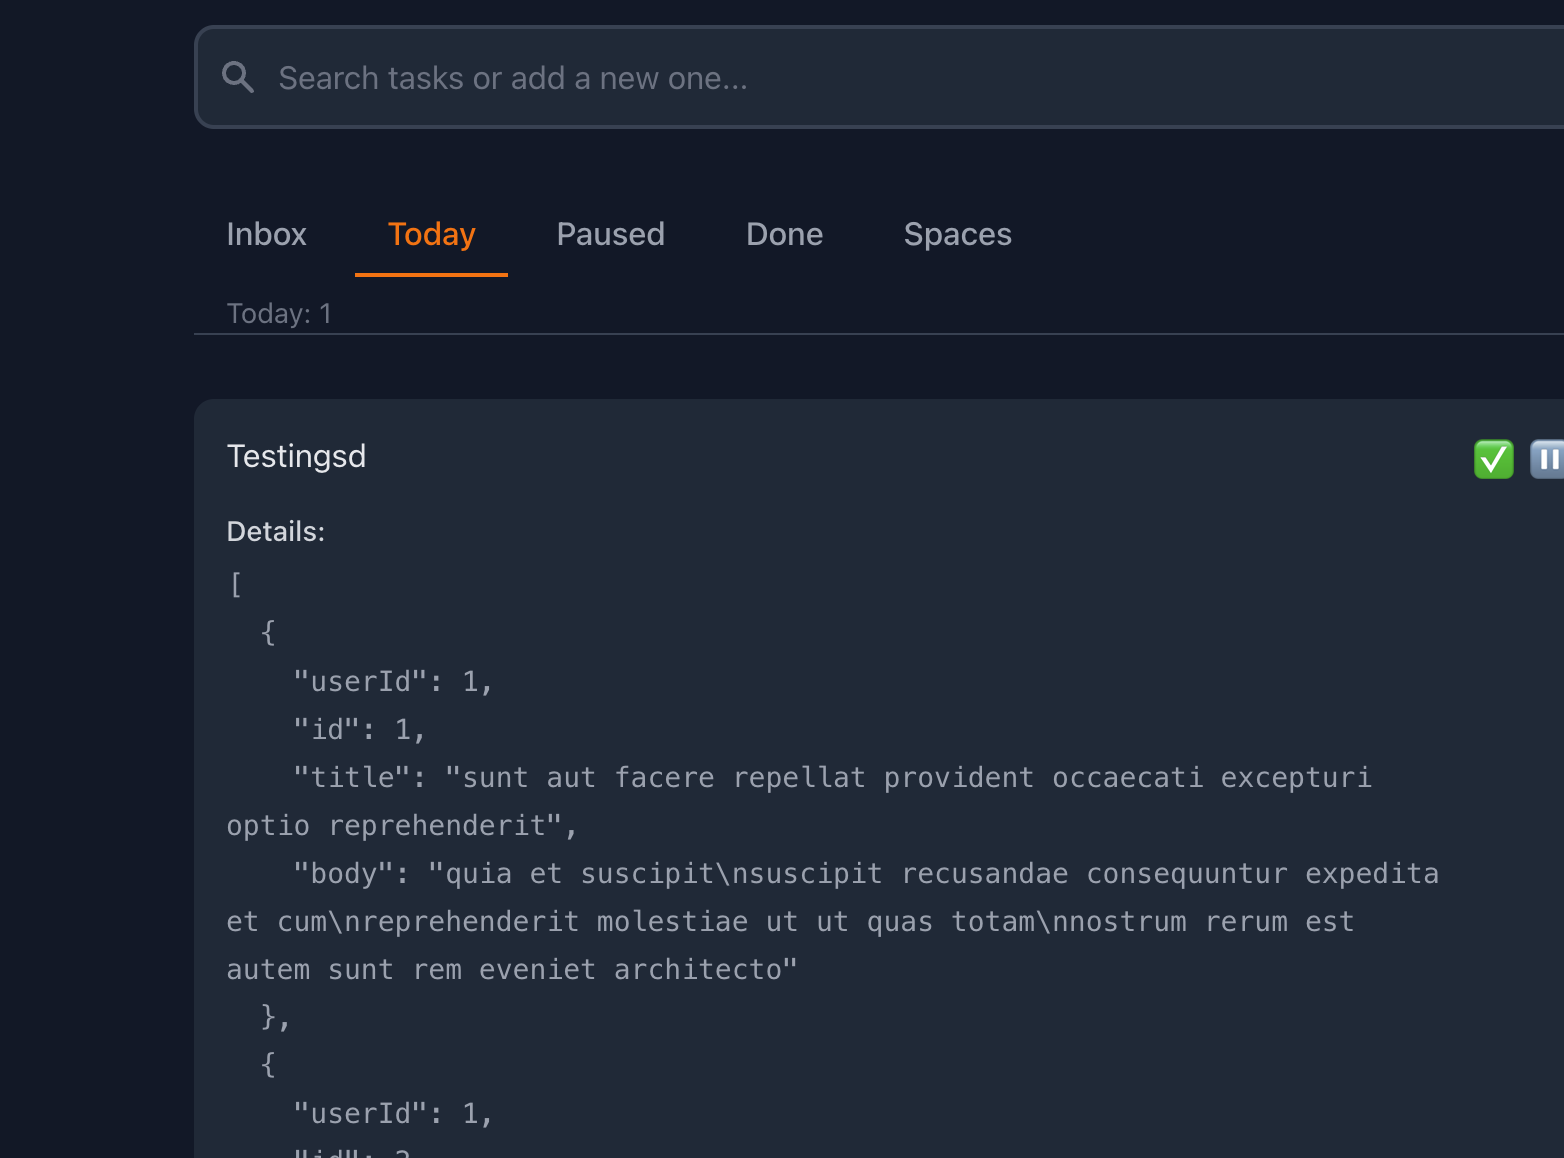 Search tasks or add a new one...
Inbox Today Paused Done Spaces
Today: 1
Testingsd
Details:
[
  {
    "userId": 1,
    "id": 1,
    "title": "sunt aut facere repellat provident occaecati excepturi
optio reprehenderit",
    "body": "quia et suscipit\nsuscipit recusandae consequuntur expedita
et cum\nreprehenderit molestiae ut ut quas totam\nnostrum rerum est
autem sunt rem eveniet architecto"
  },
  {
    "userId": 1,
    "id": 2